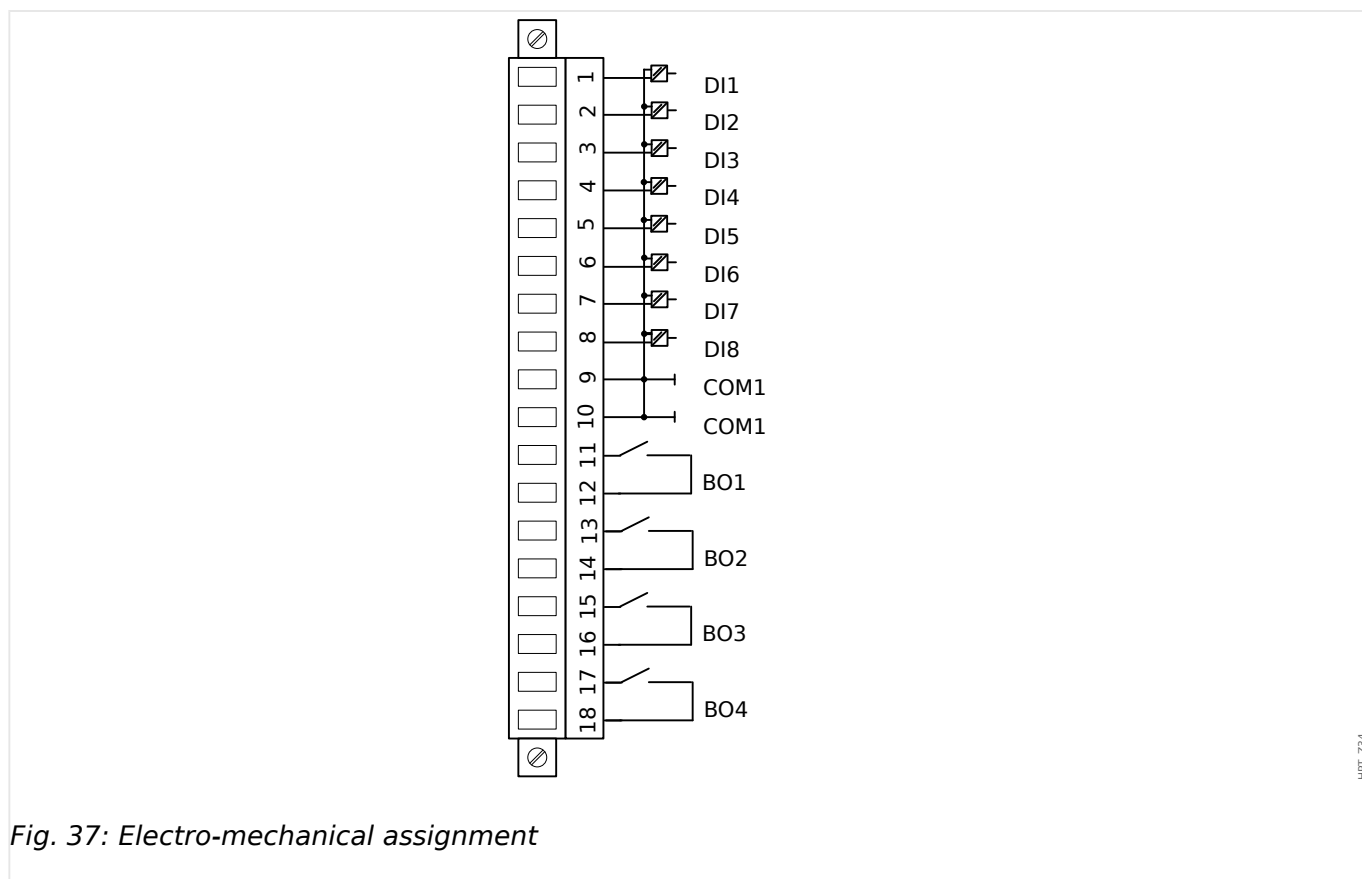 1 DI1
2 DI2
3 DI3
4 DI4
5 DI5
6 DI6
7 DI7
8 DI8
9 COM1
10 COM1
11
BO1
12
13
BO2
14
15
BO3
16
17
BO4
18
Fig. 37: Electro-mechanical assignment